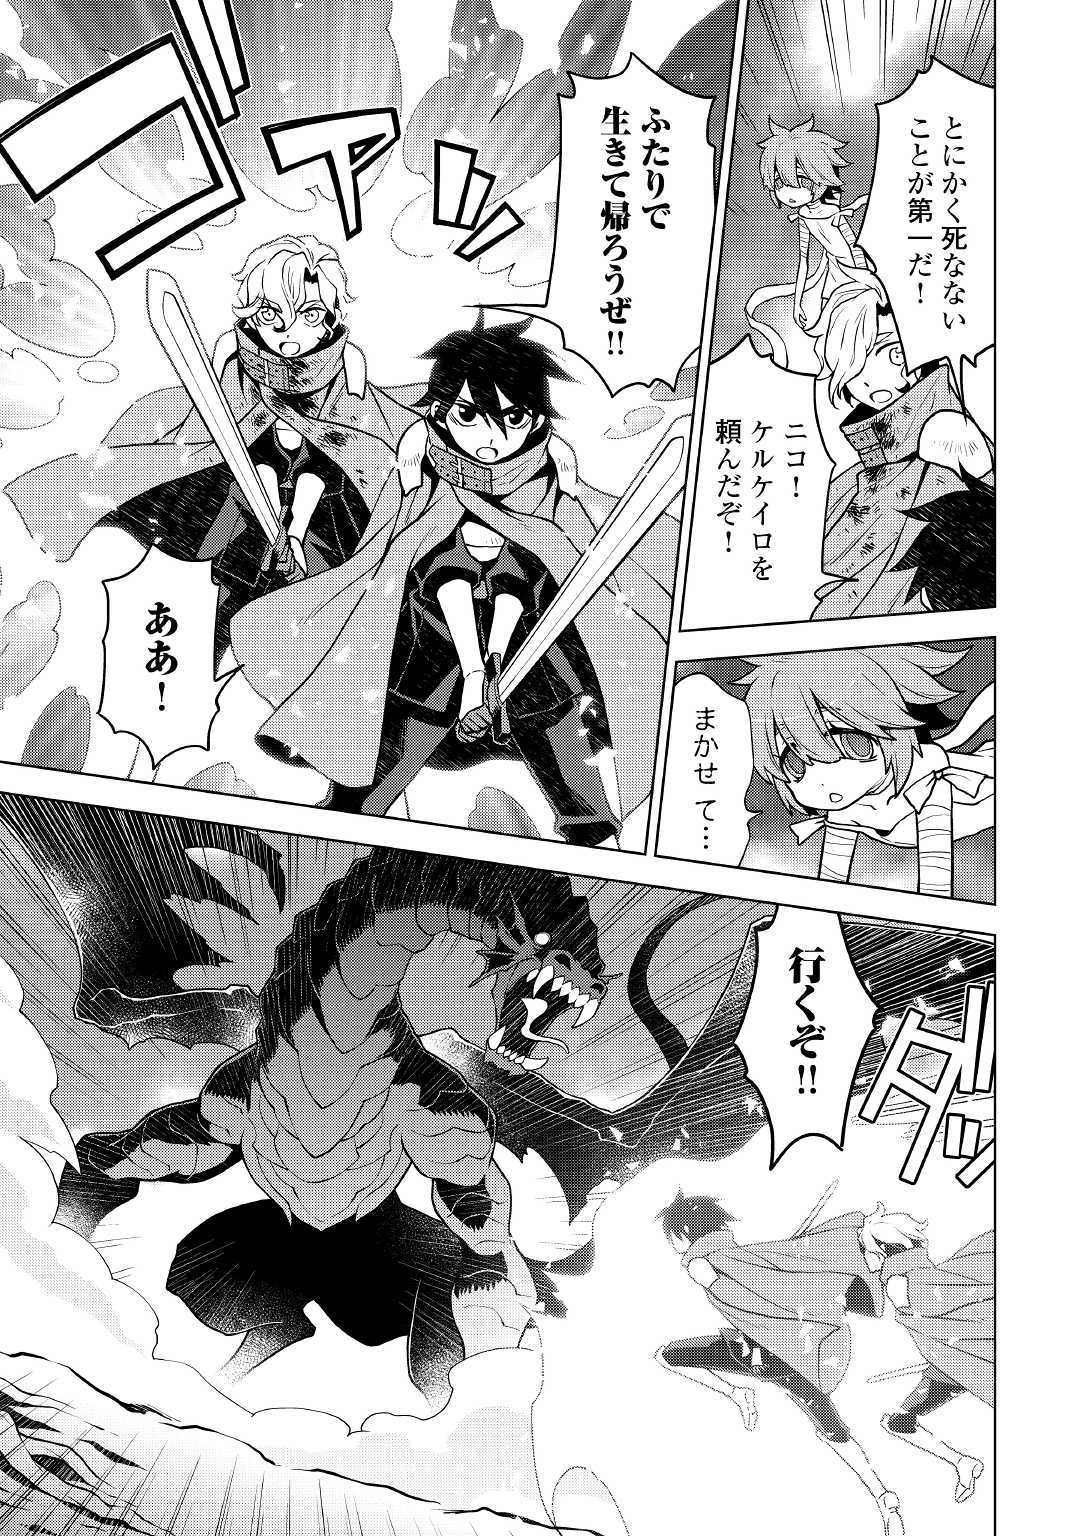 とにかく死なない
ことが第一だ！
ニコ！
ケルケイロを
頼んだぞ！
まかせて…
ふたりで
生きて帰ろうぜ!!
ああ！
ゴアッ
行くぞ!!
ダッ